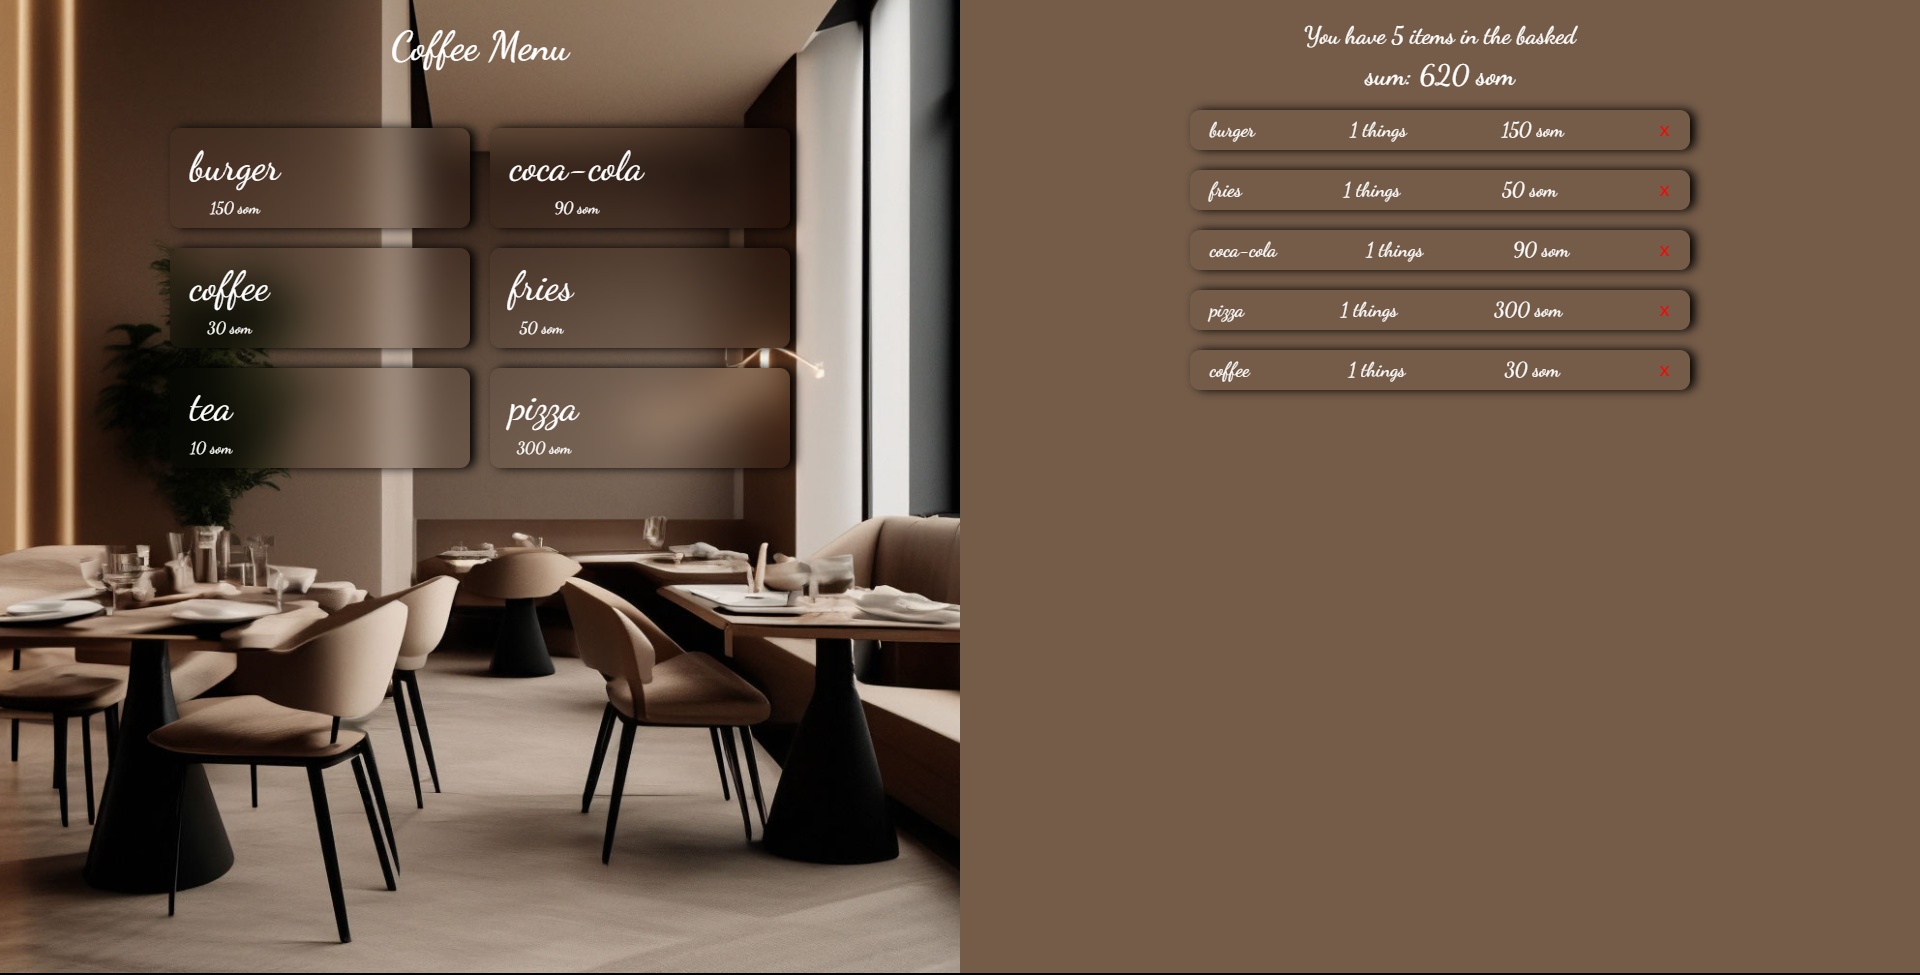 Coffee Menu
burger
150 som
coca-cola
90 som
coffee
30 som
fries
50 som
tea
10 som
pizza
300 som
You have 5 items in the basked
sum: 620 som
burger 1 things 150 som x
fries 1 things 50 som x
coca-cola 1 things 90 som x
pizza 1 things 300 som x
coffee 1 things 30 som x